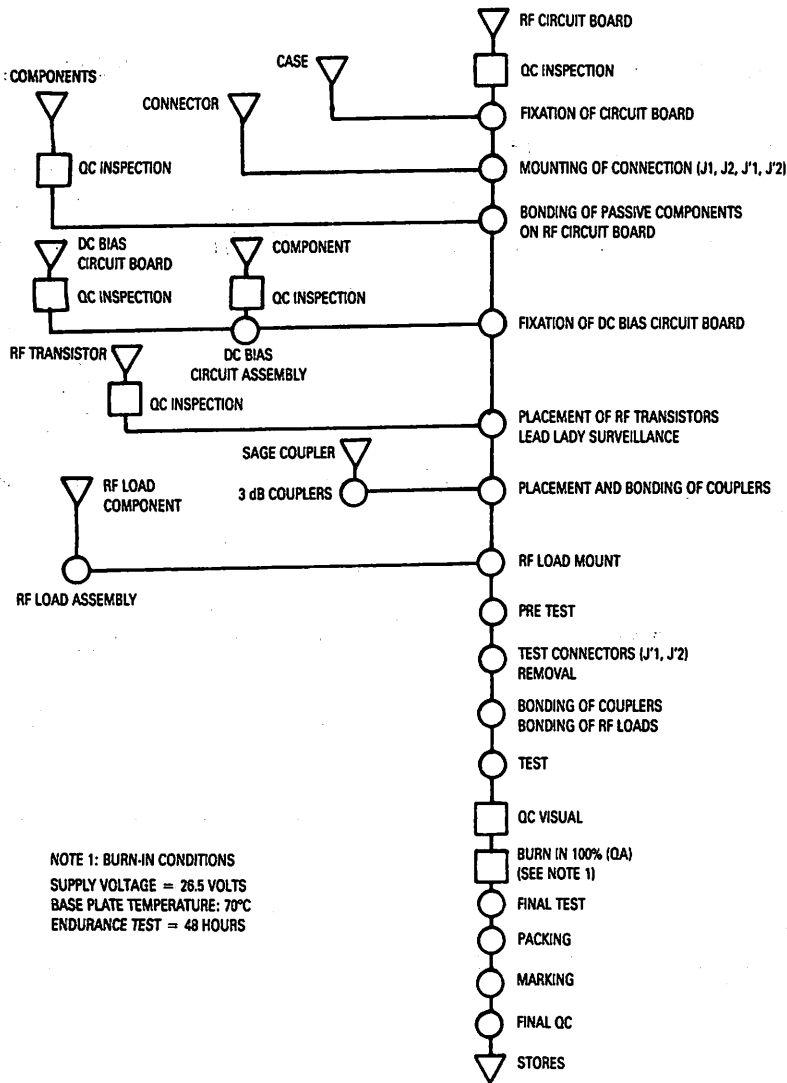 RF CIRCUIT BOARD
QC INSPECTION
CASE
: COMPONENTS
CONNECTOR
FIXATION OF CIRCUIT BOARD
QC INSPECTION
MOUNTING OF CONNECTION (J1, J2, J'1, J'2)
BONDING OF PASSIVE COMPONENTS
ON RF CIRCUIT BOARD
DC BIAS
CIRCUIT BOARD
COMPONENT
QC INSPECTION
QC INSPECTION
FIXATION OF DC BIAS CIRCUIT BOARD
DC BIAS
CIRCUIT ASSEMBLY
RF TRANSISTOR
QC INSPECTION
PLACEMENT OF RF TRANSISTORS
LEAD LADY SURVEILLANCE
SAGE COUPLER
3 dB COUPLERS
PLACEMENT AND BONDING OF COUPLERS
RF LOAD
COMPONENT
RF LOAD MOUNT
RF LOAD ASSEMBLY
PRE TEST
TEST CONNECTORS (J'1, J'2)
REMOVAL
BONDING OF COUPLERS
BONDING OF RF LOADS
TEST
QC VISUAL
BURN IN 100% (QA)
(SEE NOTE 1)
NOTE 1: BURN-IN CONDITIONS
SUPPLY VOLTAGE = 26.5 VOLTS
BASE PLATE TEMPERATURE: 70°C
ENDURANCE TEST = 48 HOURS
FINAL TEST
PACKING
MARKING
FINAL QC
STORES